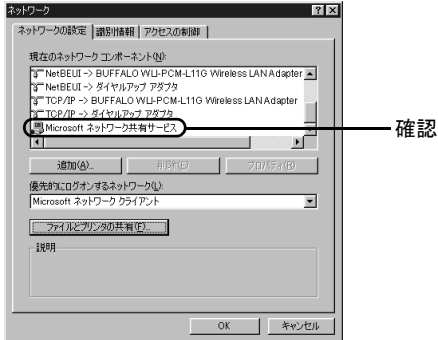 ネットワーク
ネットワークの設定 識別情報 アクセスの制御
現在のネットワーク コンポーネント(N):
NetBEUI -> BUFFALO WLI-PCM-L11G Wireless LAN Adapter
NetBEUI -> ダイヤルアップ アダプタ
TCP/IP -> BUFFALO WLI-PCM-L11G Wireless LAN Adapter
TCP/IP -> ダイヤルアップ アダプタ
Microsoft ネットワーク共有サービス
確認
追加(A)... 削除(E) プロパティ(R)
優先的にログオンするネットワーク(L):
Microsoft ネットワーク クライアント
ファイルとプリンタの共有(F)...
説明
OK キャンセル